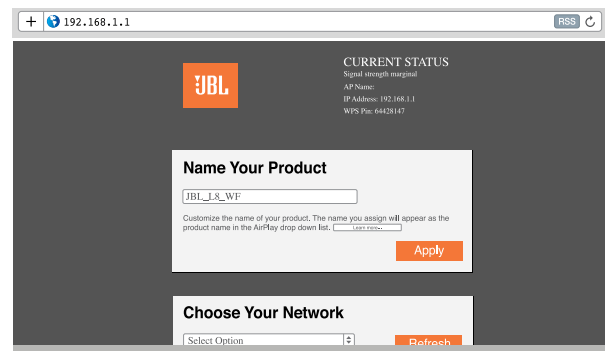 192.168.1.1
RSS
JBL
CURRENT STATUS
Signal strength marginal
AP Name:
IP Address: 192.168.1.1
WPS Pin: 64428147
Name Your Product
JBL_L8_WF
Customize the name of your product. The name you assign will appear as the
product name in the AirPlay drop down list. Learn more...
Apply
Choose Your Network
Select Option
Refresh